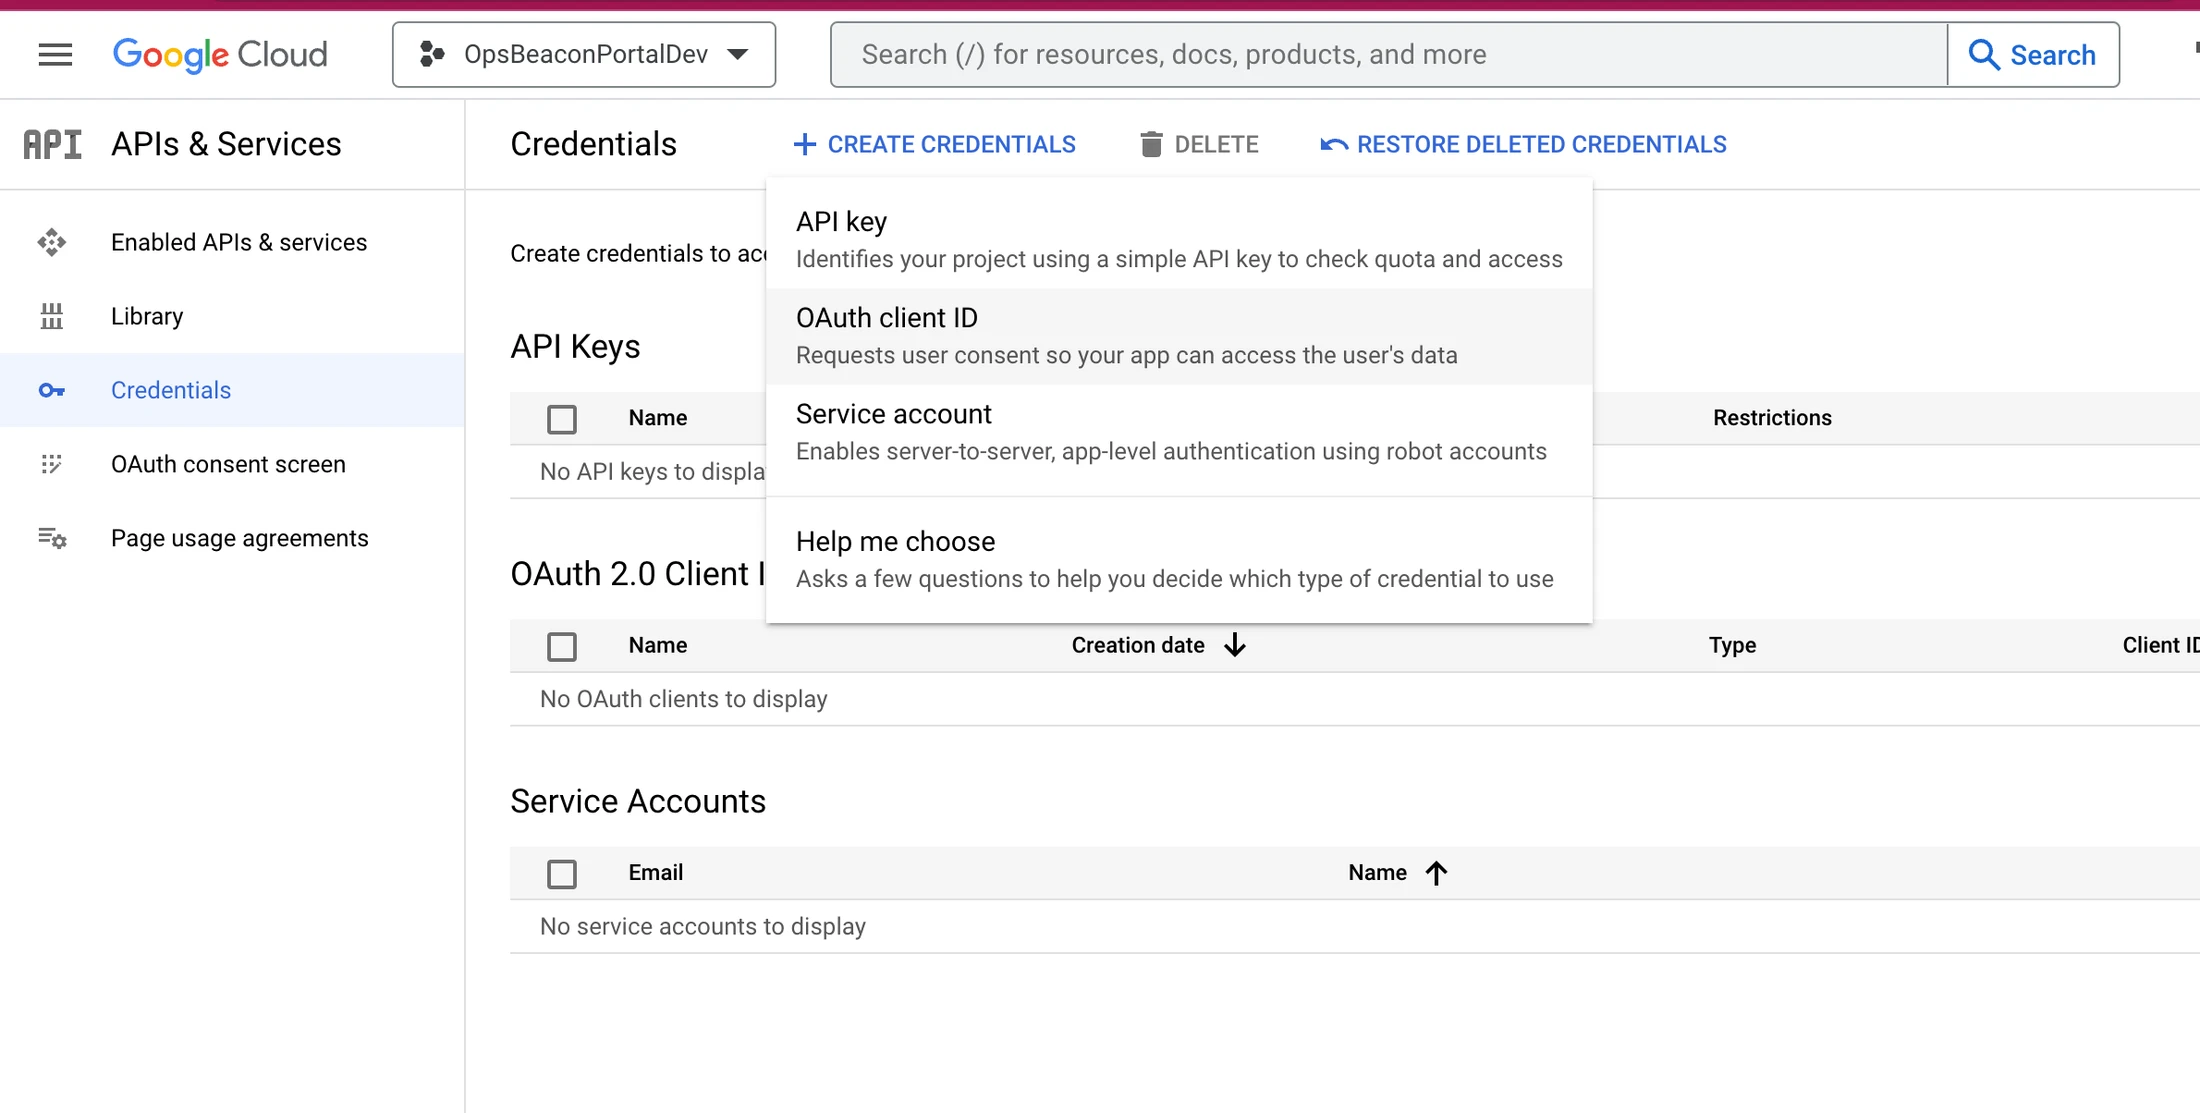 Google Cloud
OpsBeaconPortalDev
Search (/) for resources, docs, products, and more
Search
API
APIs & Services
Credentials
CREATE CREDENTIALS
DELETE
RESTORE DELETED CREDENTIALS
Enabled APIs & services
Library
Credentials
OAuth consent screen
Page usage agreements
Create credentials to acc
API key
Identifies your project using a simple API key to check quota and access
OAuth client ID
Requests user consent so your app can access the user's data
Service account
Enables server-to-server, app-level authentication using robot accounts
Help me choose
Asks a few questions to help you decide which type of credential to use
API Keys
Name
Restrictions
No API keys to displa
OAuth 2.0 Client I
Name
Creation date
Type
Client ID
No OAuth clients to display
Service Accounts
Email
Name
No service accounts to display